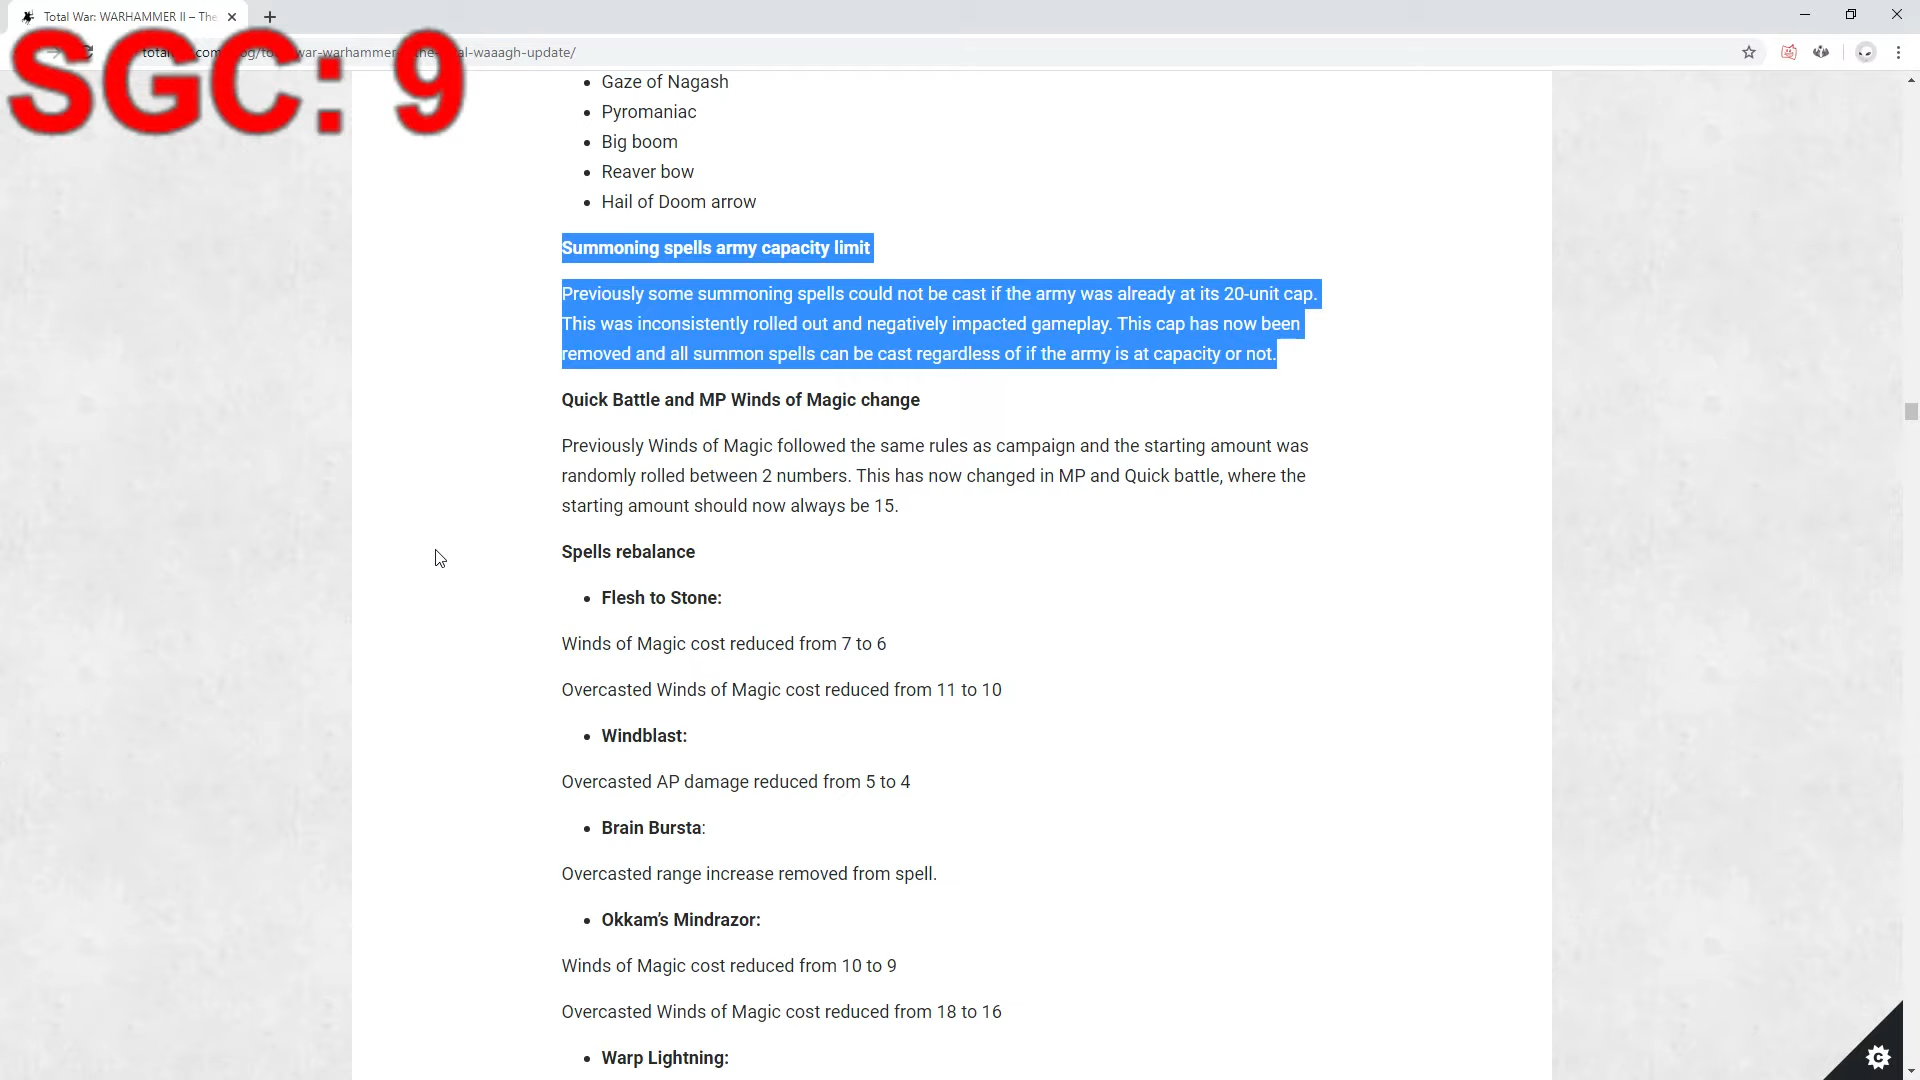 Total War: WARHAMMER II – The
SGC: 9
-waaagh-update/
Gaze of Nagash
Pyromaniac
Big boom
Reaver bow
Hail of Doom arrow
Summoning spells army capacity limit
Previously some summoning spells could not be cast if the army was already at its 20-unit cap.
This was inconsistently rolled out and negatively impacted gameplay. This cap has now been
removed and all summon spells can be cast regardless of if the army is at capacity or not.
Quick Battle and MP Winds of Magic change
Previously Winds of Magic followed the same rules as campaign and the starting amount was
randomly rolled between 2 numbers. This has now changed in MP and Quick battle, where the
starting amount should now always be 15.
Spells rebalance
Flesh to Stone:
Winds of Magic cost reduced from 7 to 6
Overcasted Winds of Magic cost reduced from 11 to 10
Windblast:
Overcasted AP damage reduced from 5 to 4
Brain Bursta:
Overcasted range increase removed from spell.
Okkam’s Mindrazor:
Winds of Magic cost reduced from 10 to 9
Overcasted Winds of Magic cost reduced from 18 to 16
Warp Lightning: